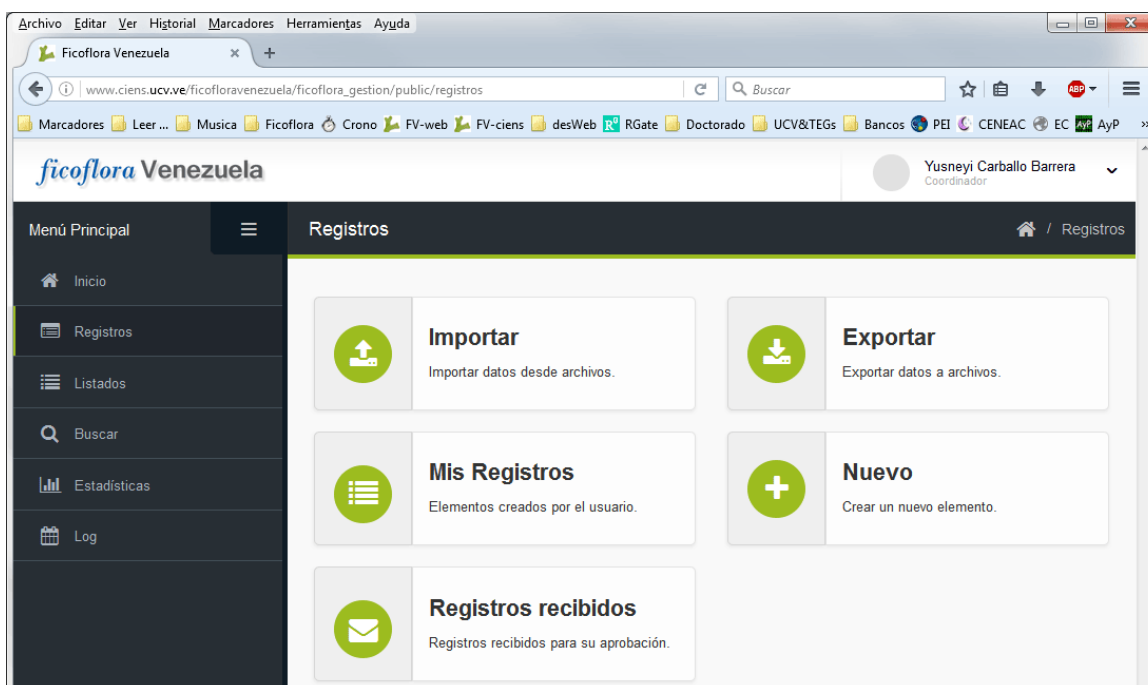 Archivo Editar Ver Historial Marcadores Herramientas Ayuda
Ficoflora Venezuela
www.ciens.ucv.ve/ficofloravenezuela/ficoflora_gestion/public/registros
Buscar
ABP
Marcadores Leer ... Musica Ficoflora Crono FV-web FV-ciens desWeb RGate Doctorado UCV&TEGs Bancos PEI CENEAC EC AyP
ficoflora Venezuela
Yusneyi Carballo Barrera
Coordinador
Menú Principal
Registros
/ Registros
Inicio
Registros
Listados
Buscar
Estadísticas
Log
Importar
Importar datos desde archivos.
Exportar
Exportar datos a archivos.
Mis Registros
Elementos creados por el usuario.
Nuevo
Crear un nuevo elemento.
Registros recibidos
Registros recibidos para su aprobación.